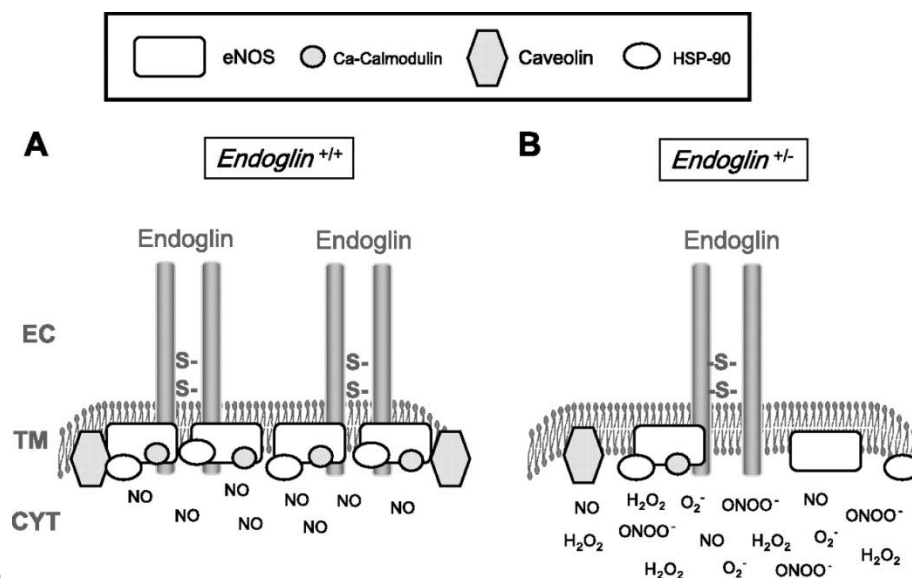 eNOS Ca-Calmodulin Caveolin HSP-90
A B
Endoglin +/+ Endoglin +/-
Endoglin Endoglin Endoglin
EC
S- S- -S-
S- S- -S-
TM
NO NO NO NO NO NO H₂O₂ O₂⁻ ONOO⁻ NO
CYT NO NO NO H₂O₂ ONOO⁻ NO H₂O₂ O₂⁻ ONOO⁻ H₂O₂
H₂O₂ O₂⁻ ONOO⁻